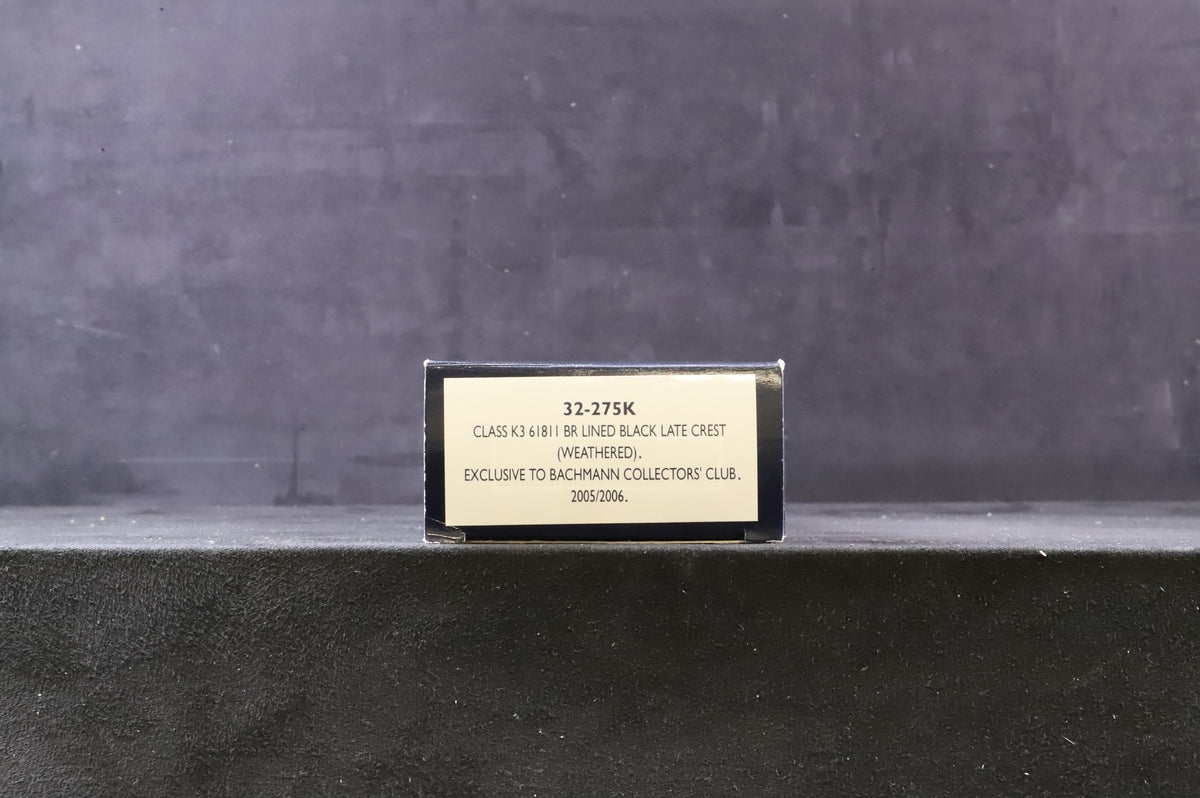 32-275K
CLASS K3 61811 BR LINED BLACK LATE CREST
(WEATHERED).
EXCLUSIVE TO BACHMANN COLLECTORS' CLUB.
2005/2006.